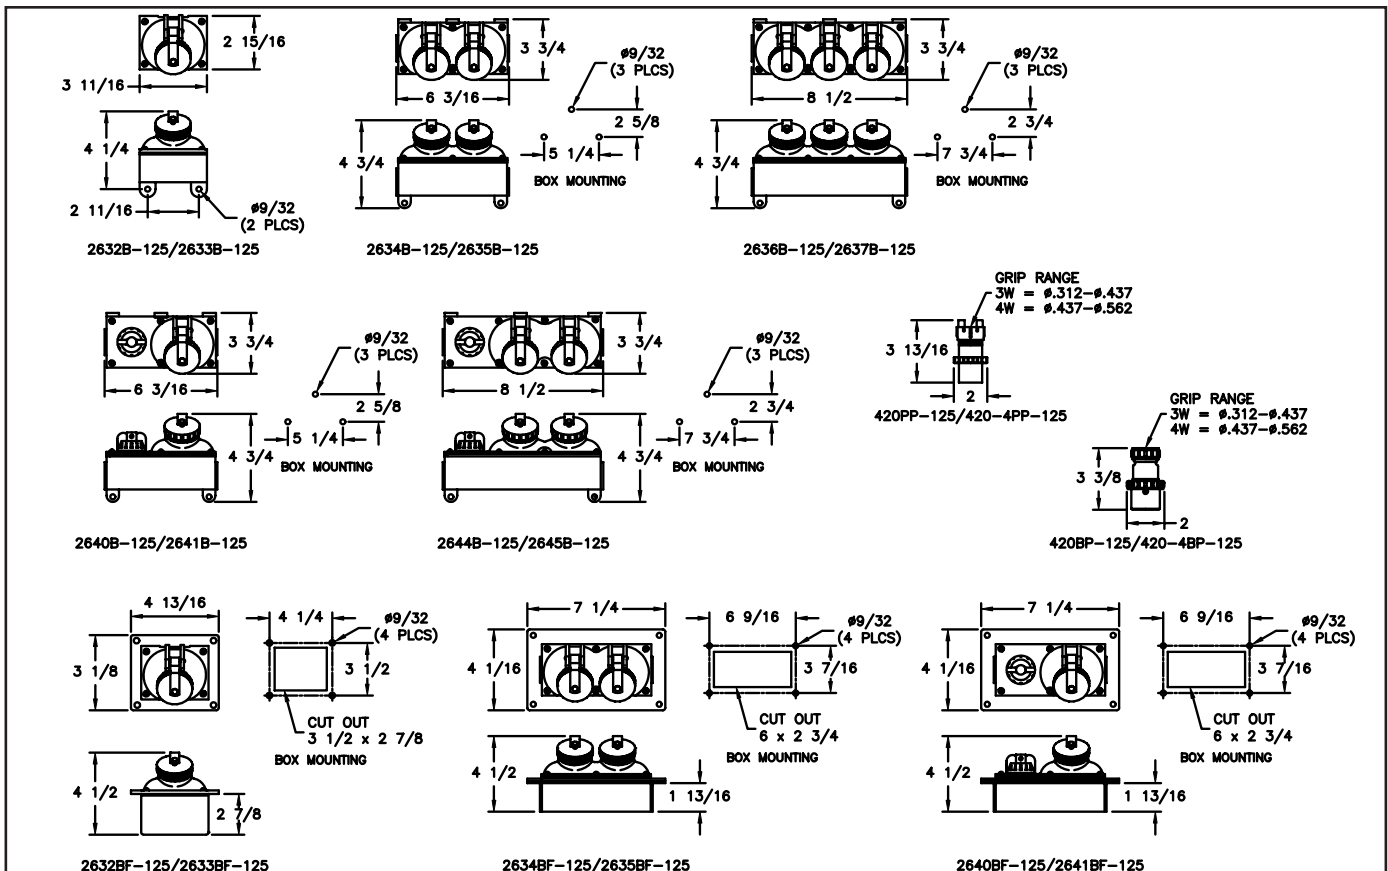 2 15/16
3 11/16
4 1/4
2 11/16
ø9/32
(2 PLCS)
2632B-125/2633B-125
3 3/4
6 3/16
ø9/32
(3 PLCS)
2 5/8
4 3/4
5 1/4
BOX MOUNTING
2634B-125/2635B-125
3 3/4
8 1/2
ø9/32
(3 PLCS)
2 3/4
4 3/4
7 3/4
BOX MOUNTING
2636B-125/2637B-125
3 3/4
6 3/16
ø9/32
(3 PLCS)
2 5/8
4 3/4
5 1/4
BOX MOUNTING
2640B-125/2641B-125
3 3/4
8 1/2
ø9/32
(3 PLCS)
2 3/4
4 3/4
7 3/4
BOX MOUNTING
2644B-125/2645B-125
GRIP RANGE
3W = ø.312-ø.437
4W = ø.437-ø.562
3 13/16
2
420PP-125/420-4PP-125
GRIP RANGE
3W = ø.312-ø.437
4W = ø.437-ø.562
3 3/8
2
420BP-125/420-4BP-125
4 13/16
3 1/8
4 1/4
ø9/32
(4 PLCS)
3 1/2
CUT OUT
3 1/2 x 2 7/8
BOX MOUNTING
4 1/2
2 7/8
2632BF-125/2633BF-125
7 1/4
4 1/16
6 9/16
ø9/32
(4 PLCS)
3 7/16
CUT OUT
6 x 2 3/4
BOX MOUNTING
4 1/2
1 13/16
2634BF-125/2635BF-125
7 1/4
4 1/16
6 9/16
ø9/32
(4 PLCS)
3 7/16
CUT OUT
6 x 2 3/4
BOX MOUNTING
4 1/2
1 13/16
2640BF-125/2641BF-125